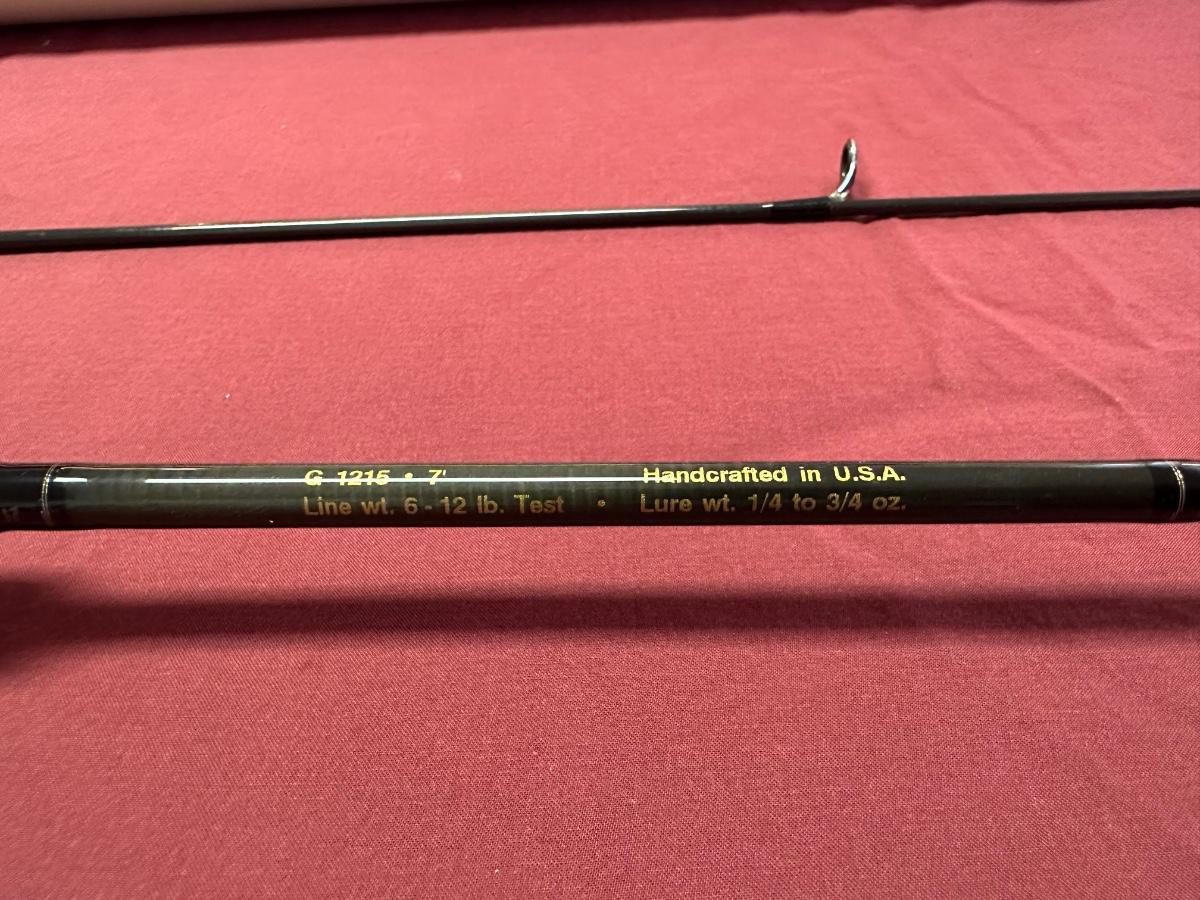 G 1215 • 7' Handcrafted in U.S.A.
Line wt. 6 - 12 lb. Test • Lure wt. 1/4 to 3/4 oz.